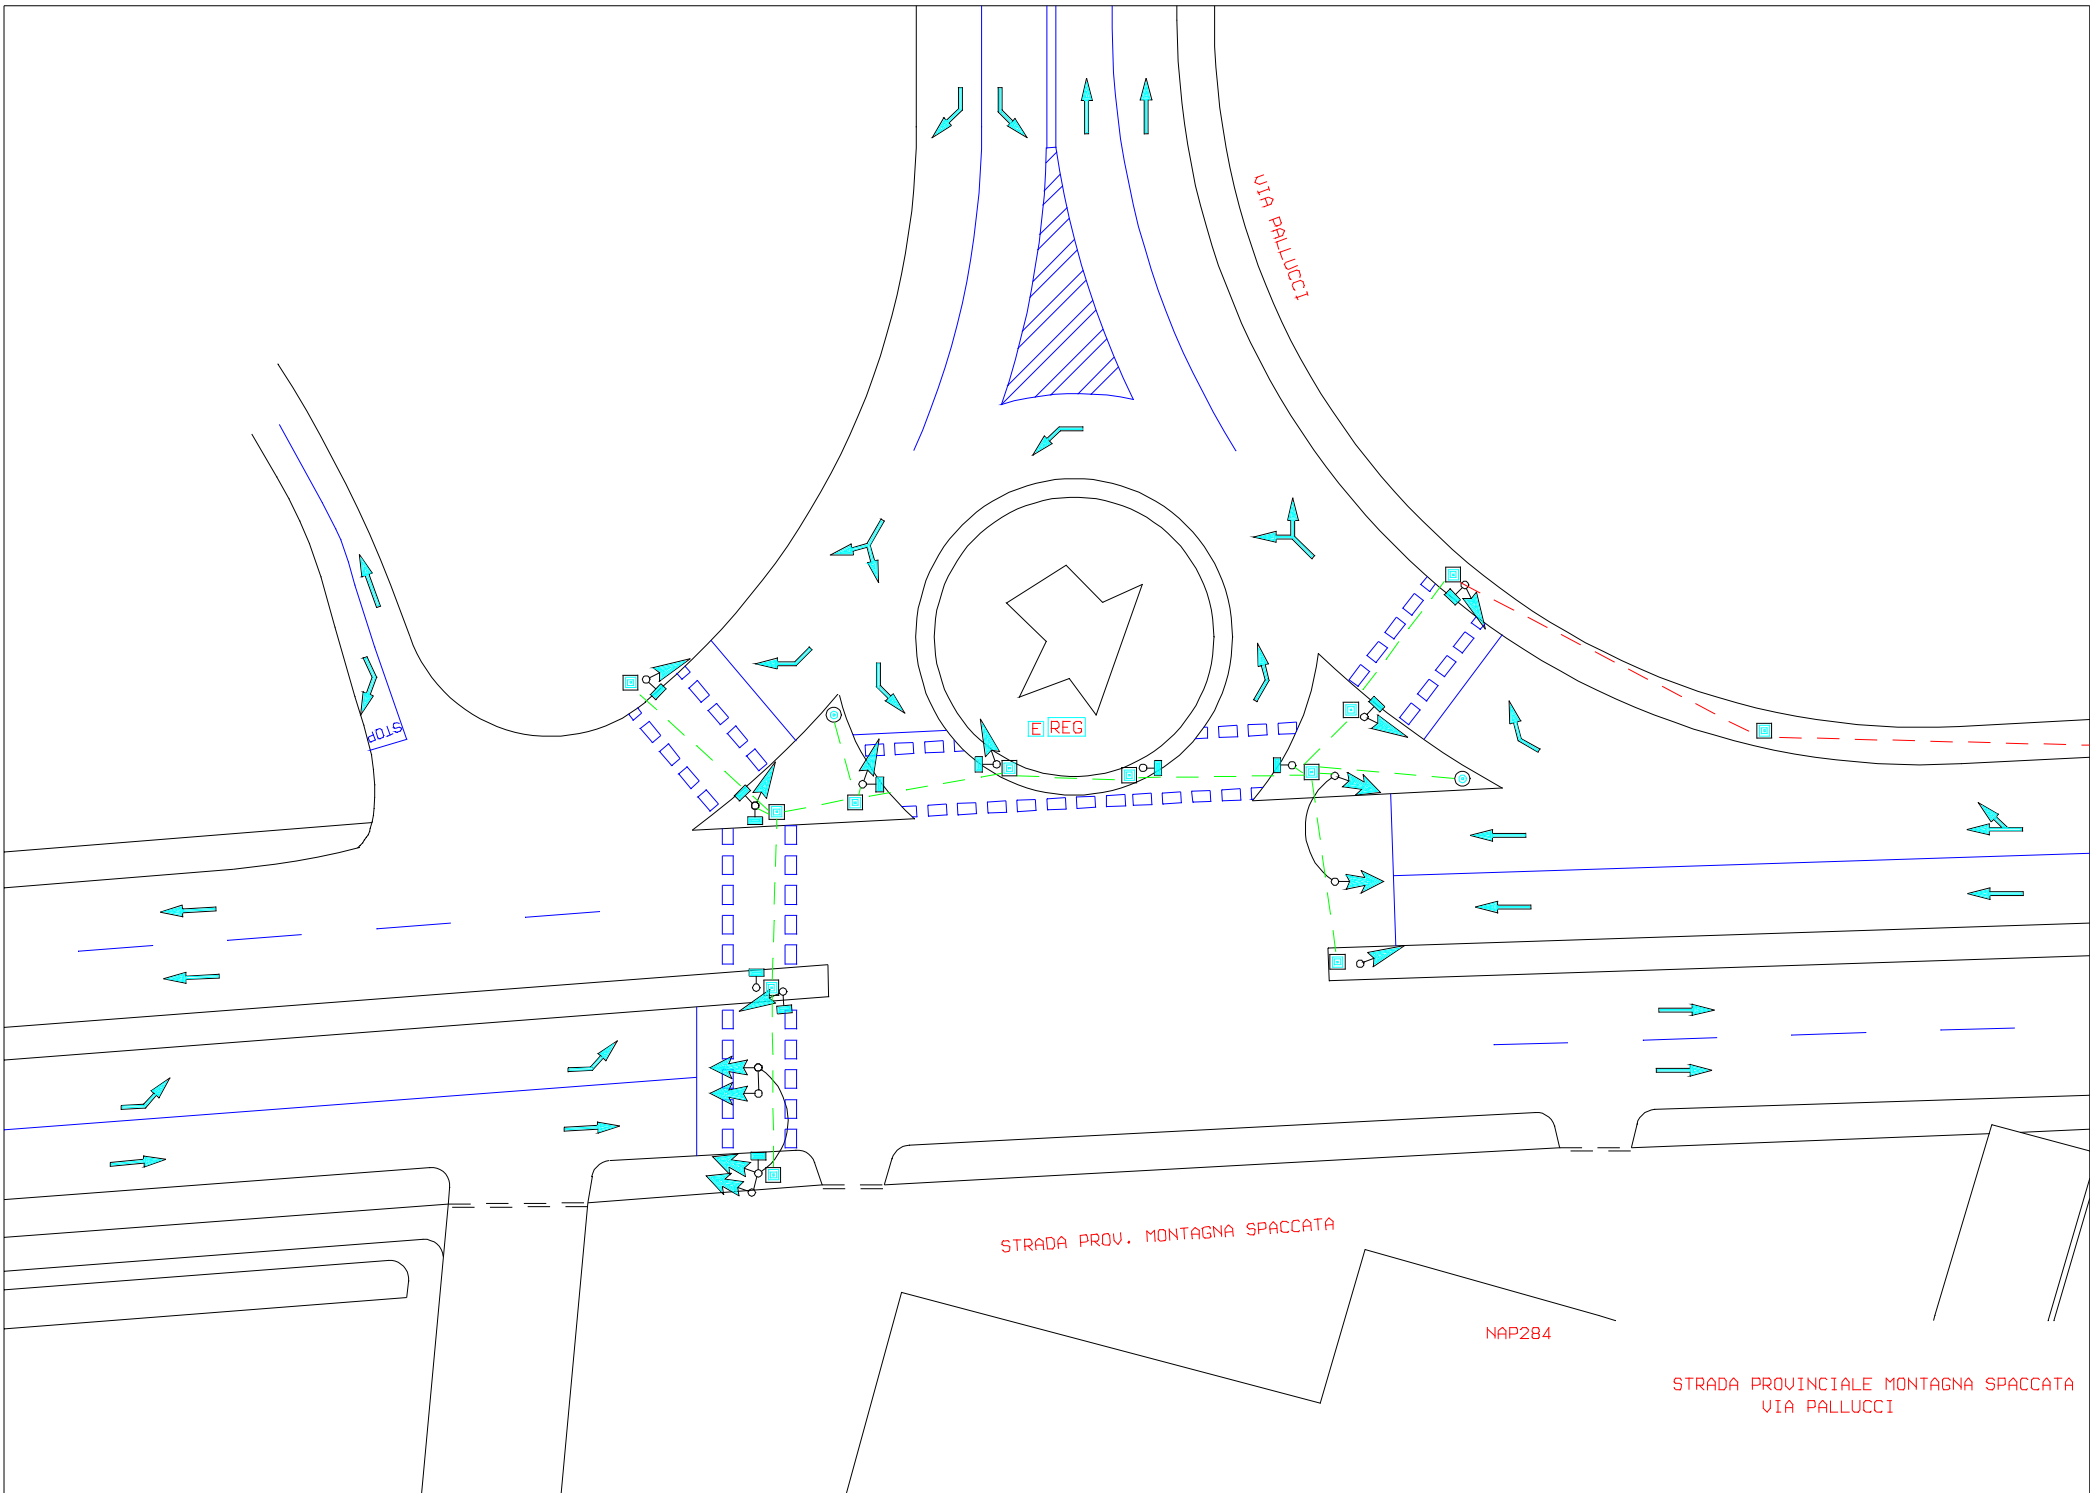 VIA PALLUCCI
STOP
E REG
STRADA PROV. MONTAGNA SPACCATA
NAP284
STRADA PROVINCIALE MONTAGNA SPACCATA
VIA PALLUCCI